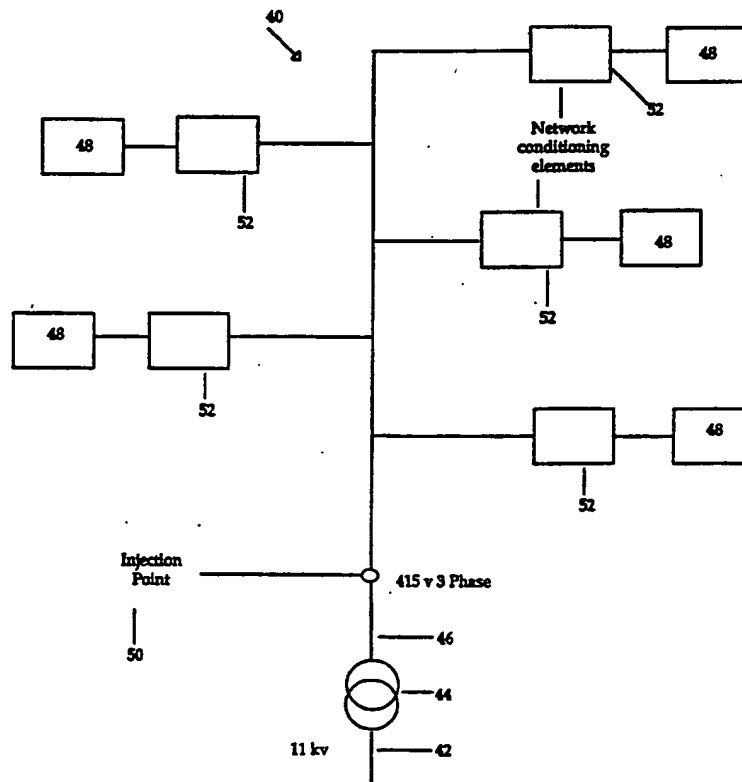 40
48
52
Network
conditioning
elements
48
52
48
52
48
52
48
52
Injection
Point
50
415 v 3 Phase
46
44
11 kv
42